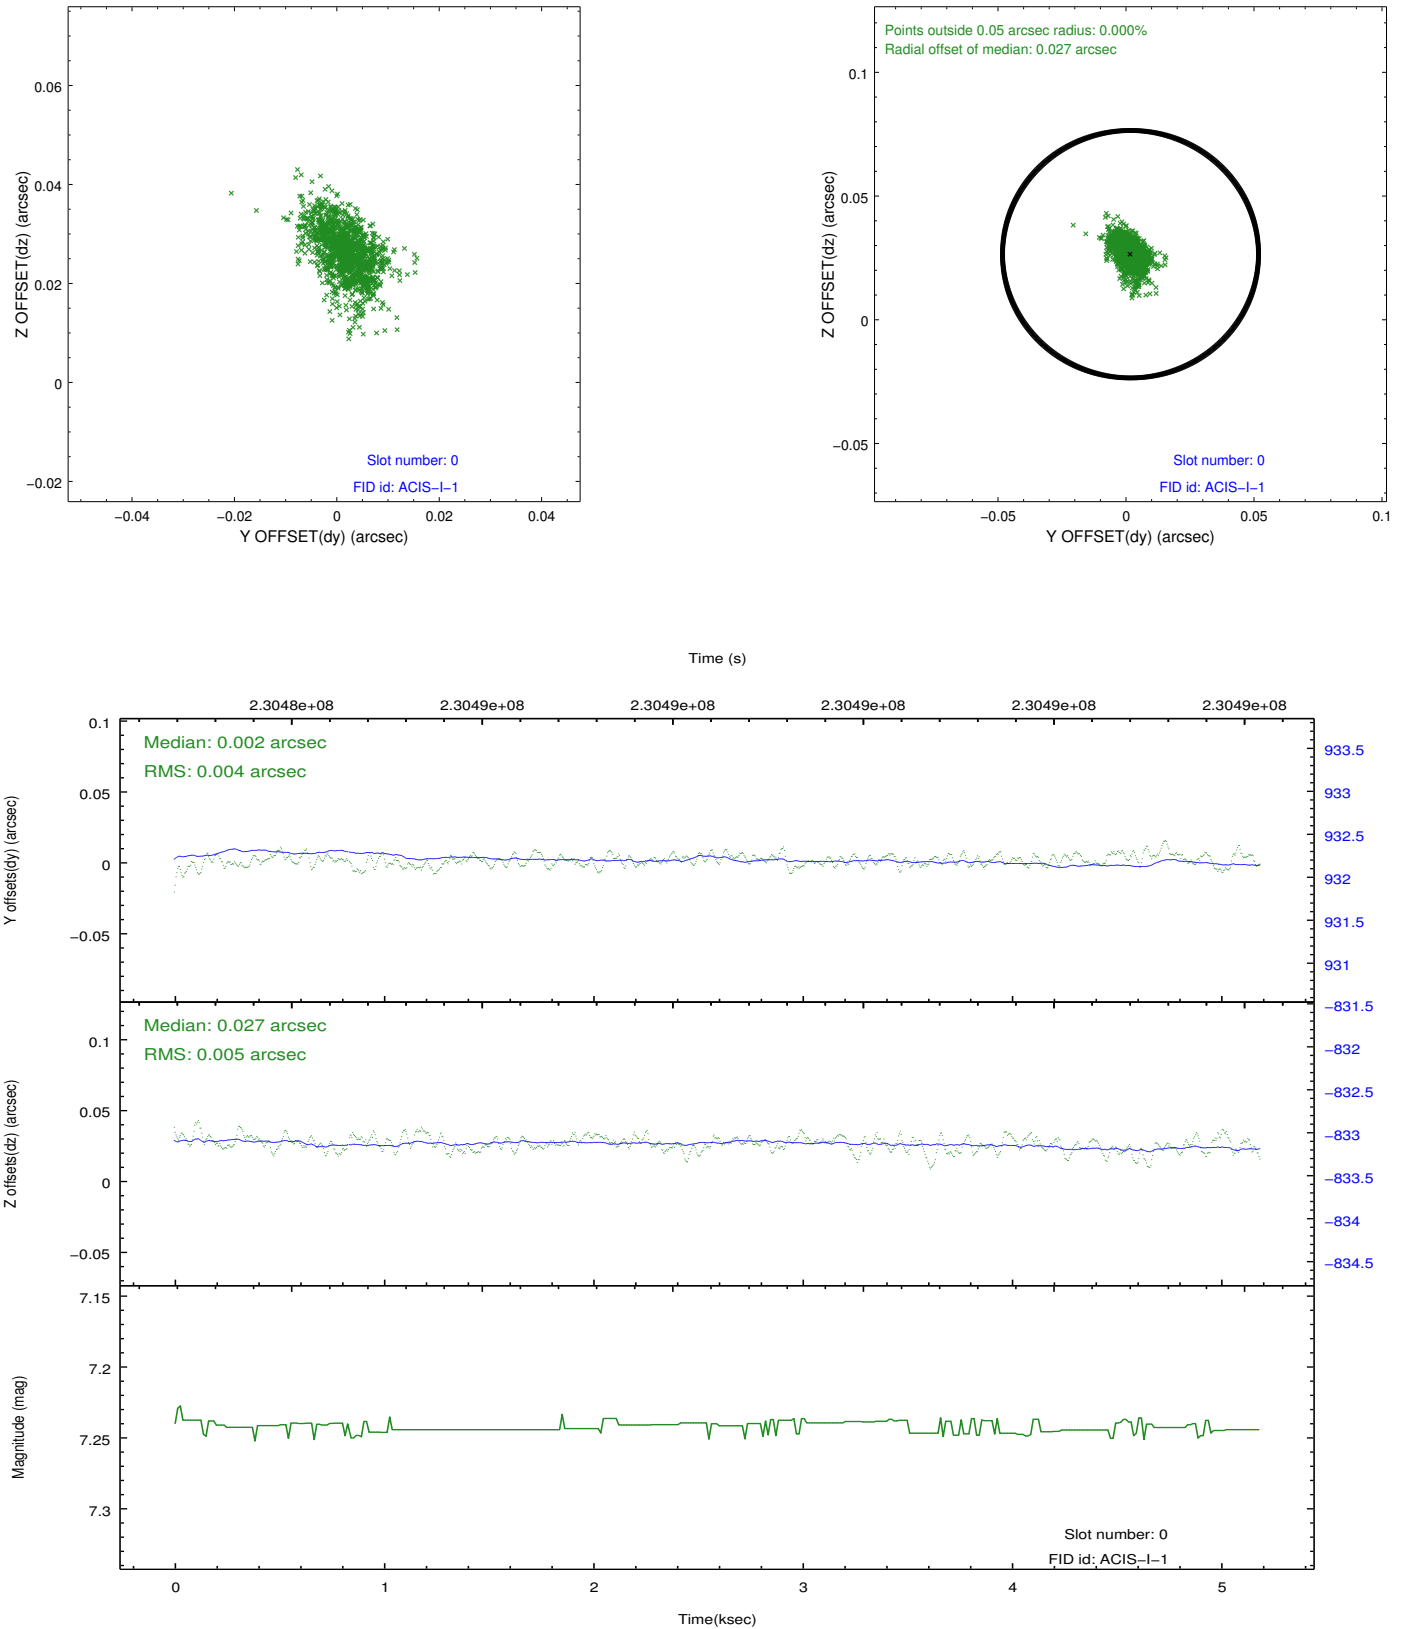 0.06
0.04
0.02
0
−0.02
Z OFFSET(dz) (arcsec)
−0.04
−0.02
0
0.02
0.04
Y OFFSET(dy) (arcsec)
Slot number: 0
FID id: ACIS−I−1
Points outside 0.05 arcsec radius: 0.000%
Radial offset of median: 0.027 arcsec
0.1
0.05
0
−0.05
Z OFFSET(dz) (arcsec)
−0.05
0
0.05
0.1
Y OFFSET(dy) (arcsec)
Slot number: 0
FID id: ACIS−I−1
Time (s)
2.3048e+08
2.3049e+08
2.3049e+08
2.3049e+08
2.3049e+08
2.3049e+08
Median: 0.002 arcsec
RMS: 0.004 arcsec
0.1
0.05
0
−0.05
Y offsets(dy) (arcsec)
933.5
933
932.5
932
931.5
931
Median: 0.027 arcsec
RMS: 0.005 arcsec
0.1
0.05
0
−0.05
Z offsets(dz) (arcsec)
−831.5
−832
−832.5
−833
−833.5
−834
−834.5
7.15
7.2
7.25
7.3
Magnitude (mag)
Slot number: 0
FID id: ACIS−I−1
0
1
2
3
4
5
Time(ksec)